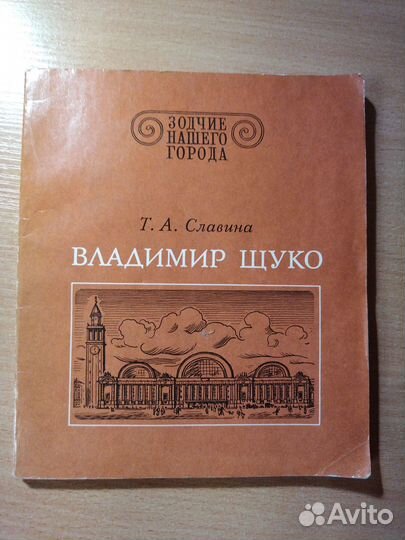 ЗОДЧИЕ
НАШЕГО
ГОРОДА
Т. А. Славина
ВЛАДИМИР ЩУКО
Avito